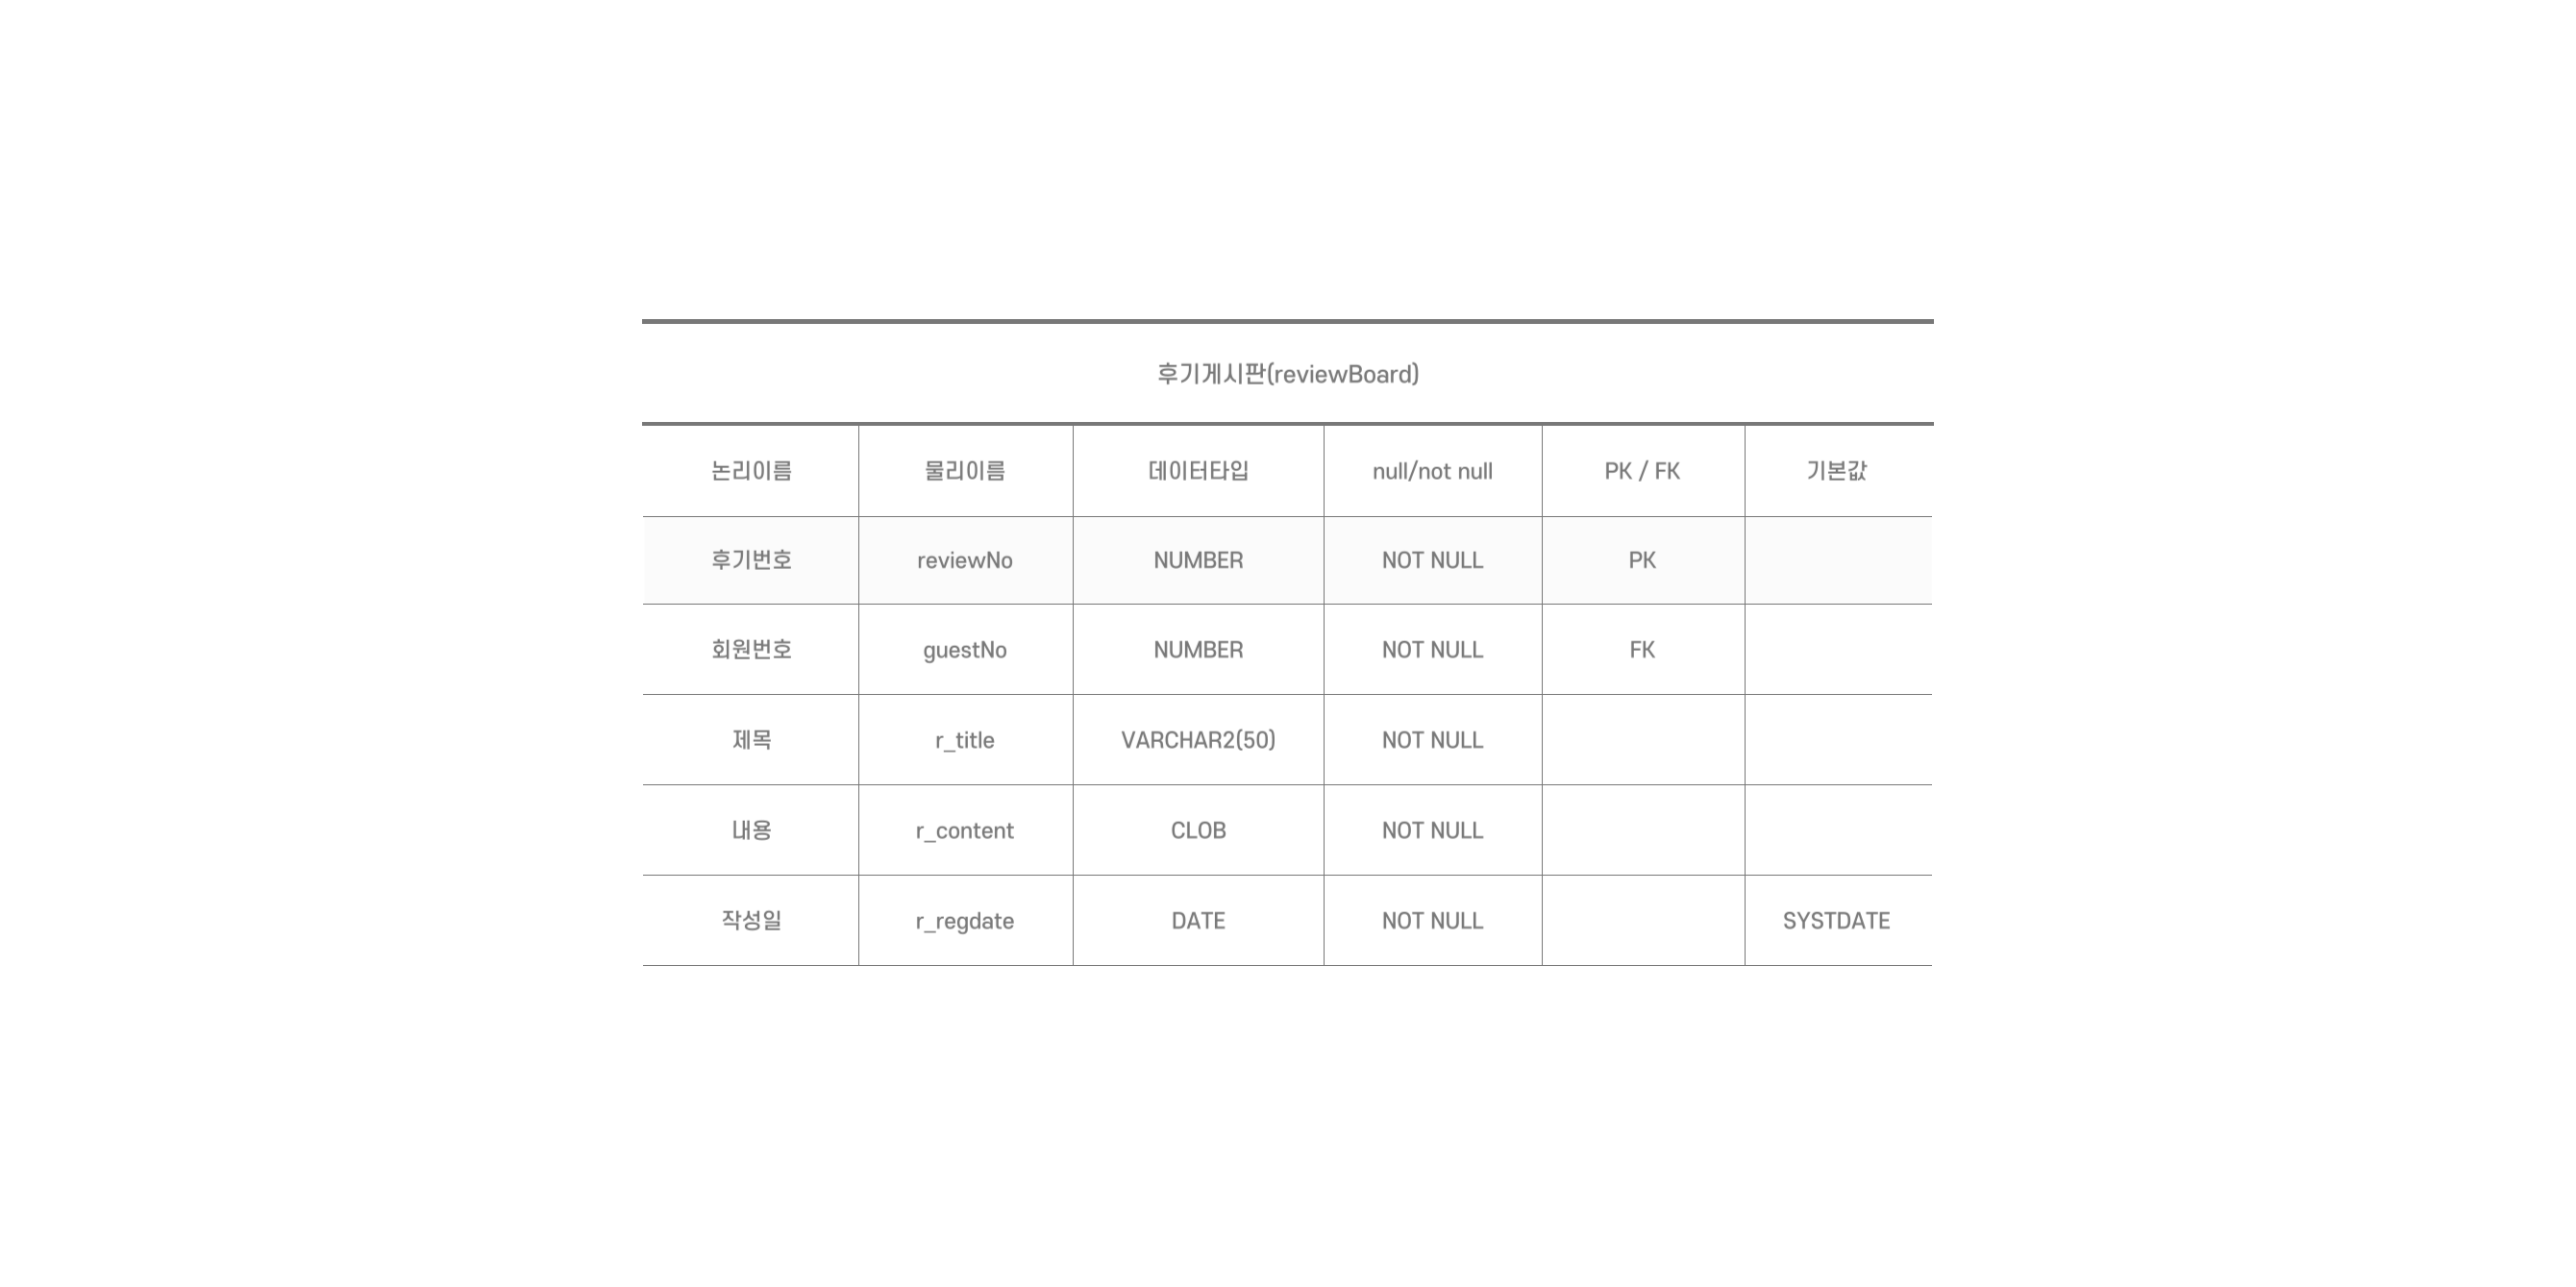 후기게시판(reviewBoard)
논리이름 물리이름 데이터타입 null/not null PK / FK 기본값
후기번호 reviewNo NUMBER NOT NULL PK
회원번호 guestNo NUMBER NOT NULL FK
제목 r_title VARCHAR2(50) NOT NULL
내용 r_content CLOB NOT NULL
작성일 r_regdate DATE NOT NULL SYSTDATE